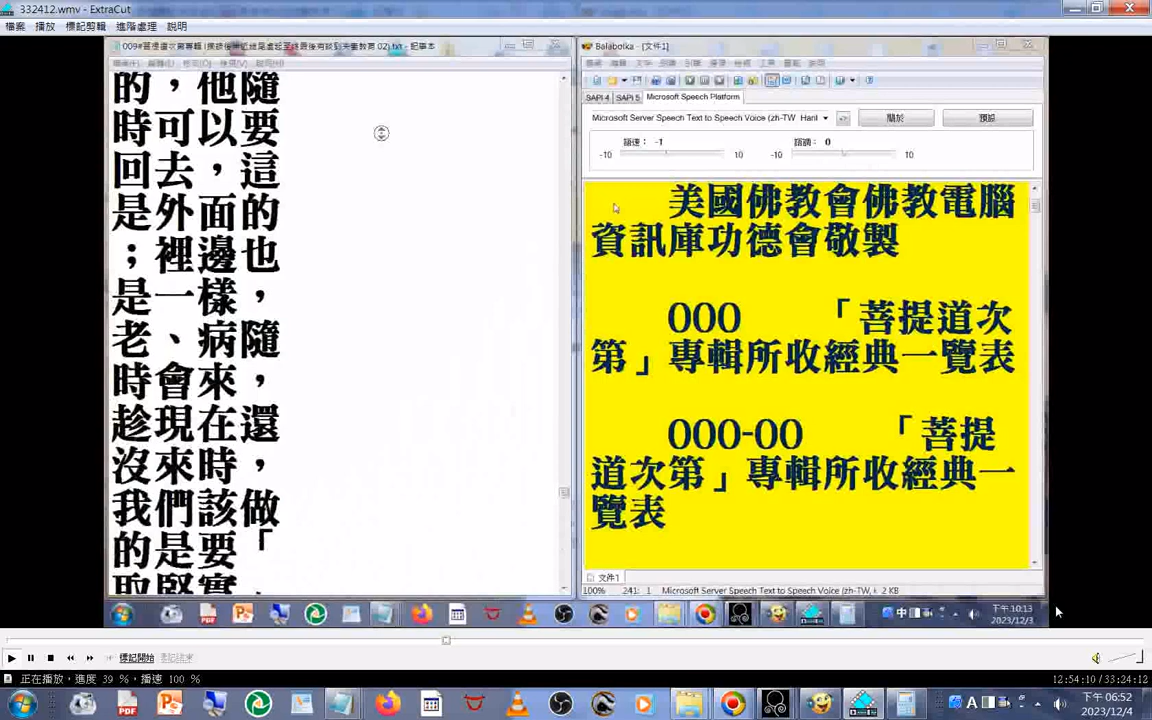 332412.wmv - ExtraCut
檔案 播放 標記剪輯 進階處理 說明
Balabolka - [文件1]
SAPI 4 SAPI 5 Microsoft Speech Platform
Microsoft Server Speech Text to Speech Voice (zh-TW, Han 關於 預設
語速： -1 語調： 0
-10 10 -10 10
的，他隨
時可以要
回去，這
是外面的
；裡邊也
是一樣，
老、病隨
時會來，
趁現在還
沒來時，
我們該做
的是要「
取堅實
美國佛教會佛教電腦
資訊庫功德會敬製
000 「菩提道次
第」專輯所收經典一覽表
000-00 「菩提
道次第」專輯所收經典一
覽表
文件1
100% 241: 1 Microsoft Server Speech Text to Speech Voice (zh-TW, 2 KB
中 下午 10:13
2023/12/3
標記開始 標記結束
正在播放，進度 39 %，播速 100 % 12:54:10 / 33:24:12
A 下午 06:52
2023/12/4